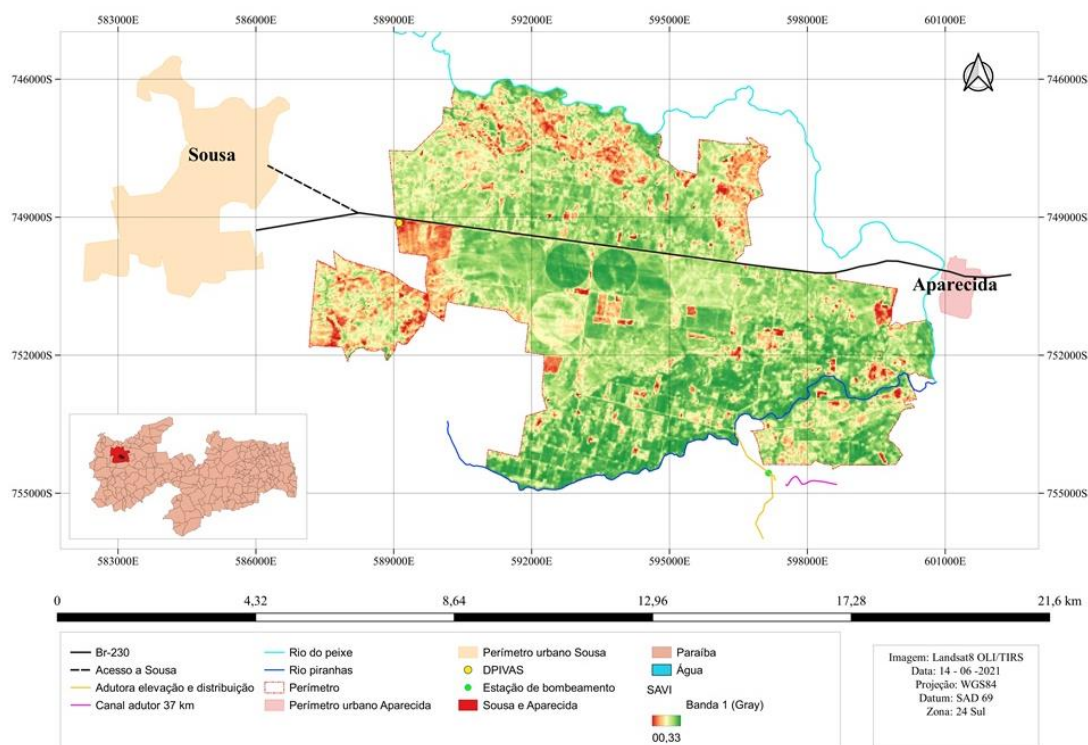 583000E 586000E 589000E 592000E 595000E 598000E 601000E
746000S 746000S
Sousa
749000S 749000S
Aparecida
752000S 752000S
755000S 755000S
583000E 586000E 589000E 592000E 595000E 598000E 601000E
0 4,32 8,64 12,96 17,28 21,6 km
Br-230
Acesso a Sousa
Adutora elevação e distribuição
Canal adutor 37 km
Rio do peixe
Rio piranhas
Perímetro
Perímetro urbano Aparecida
Perímetro urbano Sousa
DPIVAS
Estação de bombeamento
Sousa e Aparecida
Paraíba
Água
SAVI
Banda 1 (Gray)
00,33
Imagem: Landsat8 OLI/TIRS
Data: 14 - 06 -2021
Projeção: WGS84
Datum: SAD 69
Zona: 24 Sul